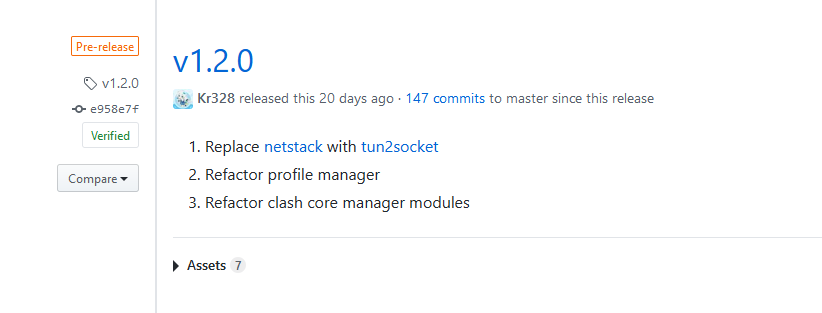 Pre-release
v1.2.0
e958e7f
Verified
Compare
v1.2.0
Kr328 released this 20 days ago · 147 commits to master since this release
1. Replace netstack with tun2socket
2. Refactor profile manager
3. Refactor clash core manager modules
Assets 7